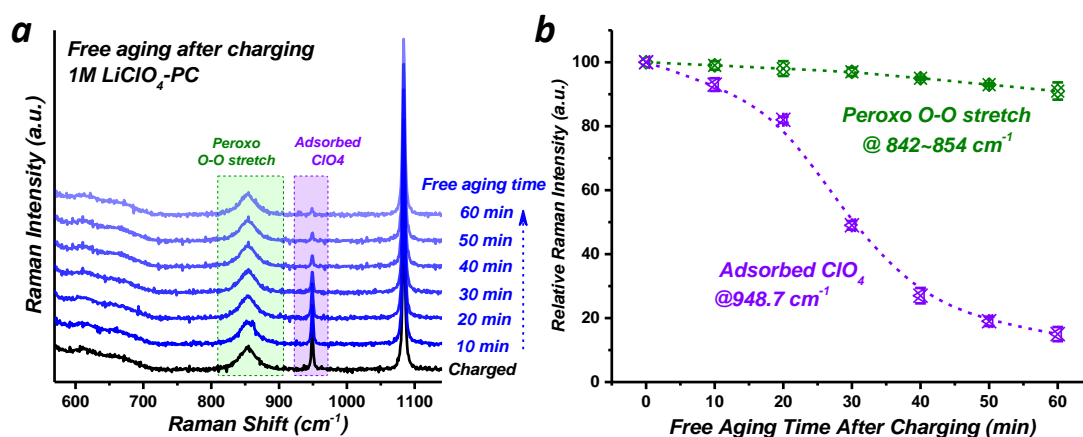 a
Free aging after charging
1M LiClO4-PC
Peroxo
O-O stretch
Adsorbed
ClO4
Free aging time
60 min
50 min
40 min
30 min
20 min
10 min
Charged
Raman Intensity (a.u.)
600
700
800
900
1000
1100
Raman Shift (cm-1)
b
100
80
60
40
20
0
Relative Raman Intensity (a.u.)
Peroxo O-O stretch
@ 842~854 cm-1
Adsorbed ClO4
@948.7 cm-1
0
10
20
30
40
50
60
Free Aging Time After Charging (min)